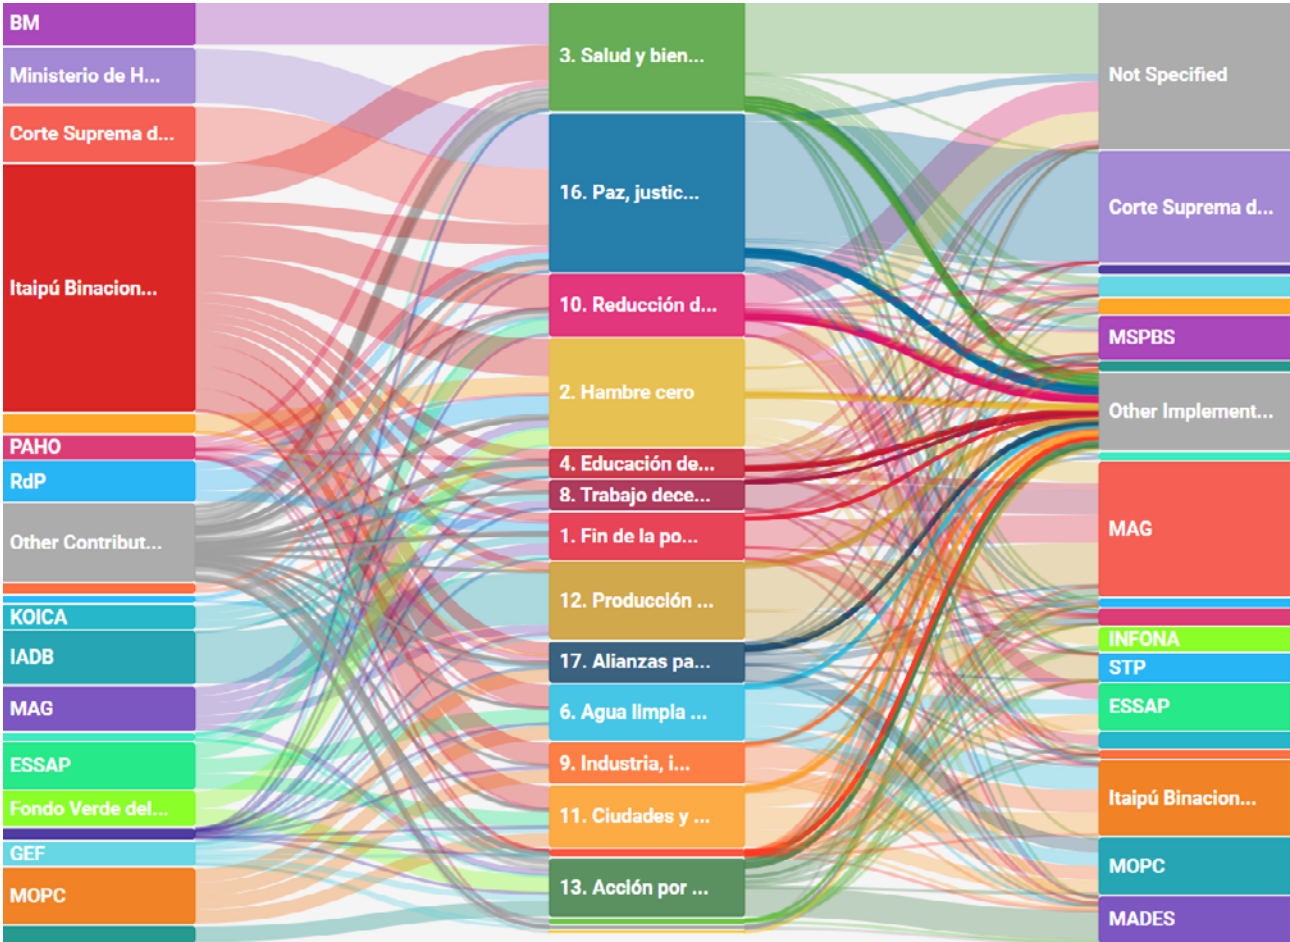 BM
Ministerio de H...
Corte Suprema d...
Itaipú Binacion...
PAHO
RdP
Other Contribut...
KOICA
IADB
MAG
ESSAP
Fondo Verde del...
GEF
MOPC
3. Salud y bien...
16. Paz, justic...
10. Reducción d...
2. Hambre cero
4. Educación de...
8. Trabajo dece...
1. Fin de la po...
12. Producción ...
17. Alianzas pa...
6. Agua limpia ...
9. Industria, i...
11. Ciudades y ...
13. Acción por ...
Not Specified
Corte Suprema d...
MSPBS
Other Implement...
MAG
INFONA
STP
ESSAP
Itaipú Binacion...
MOPC
MADES